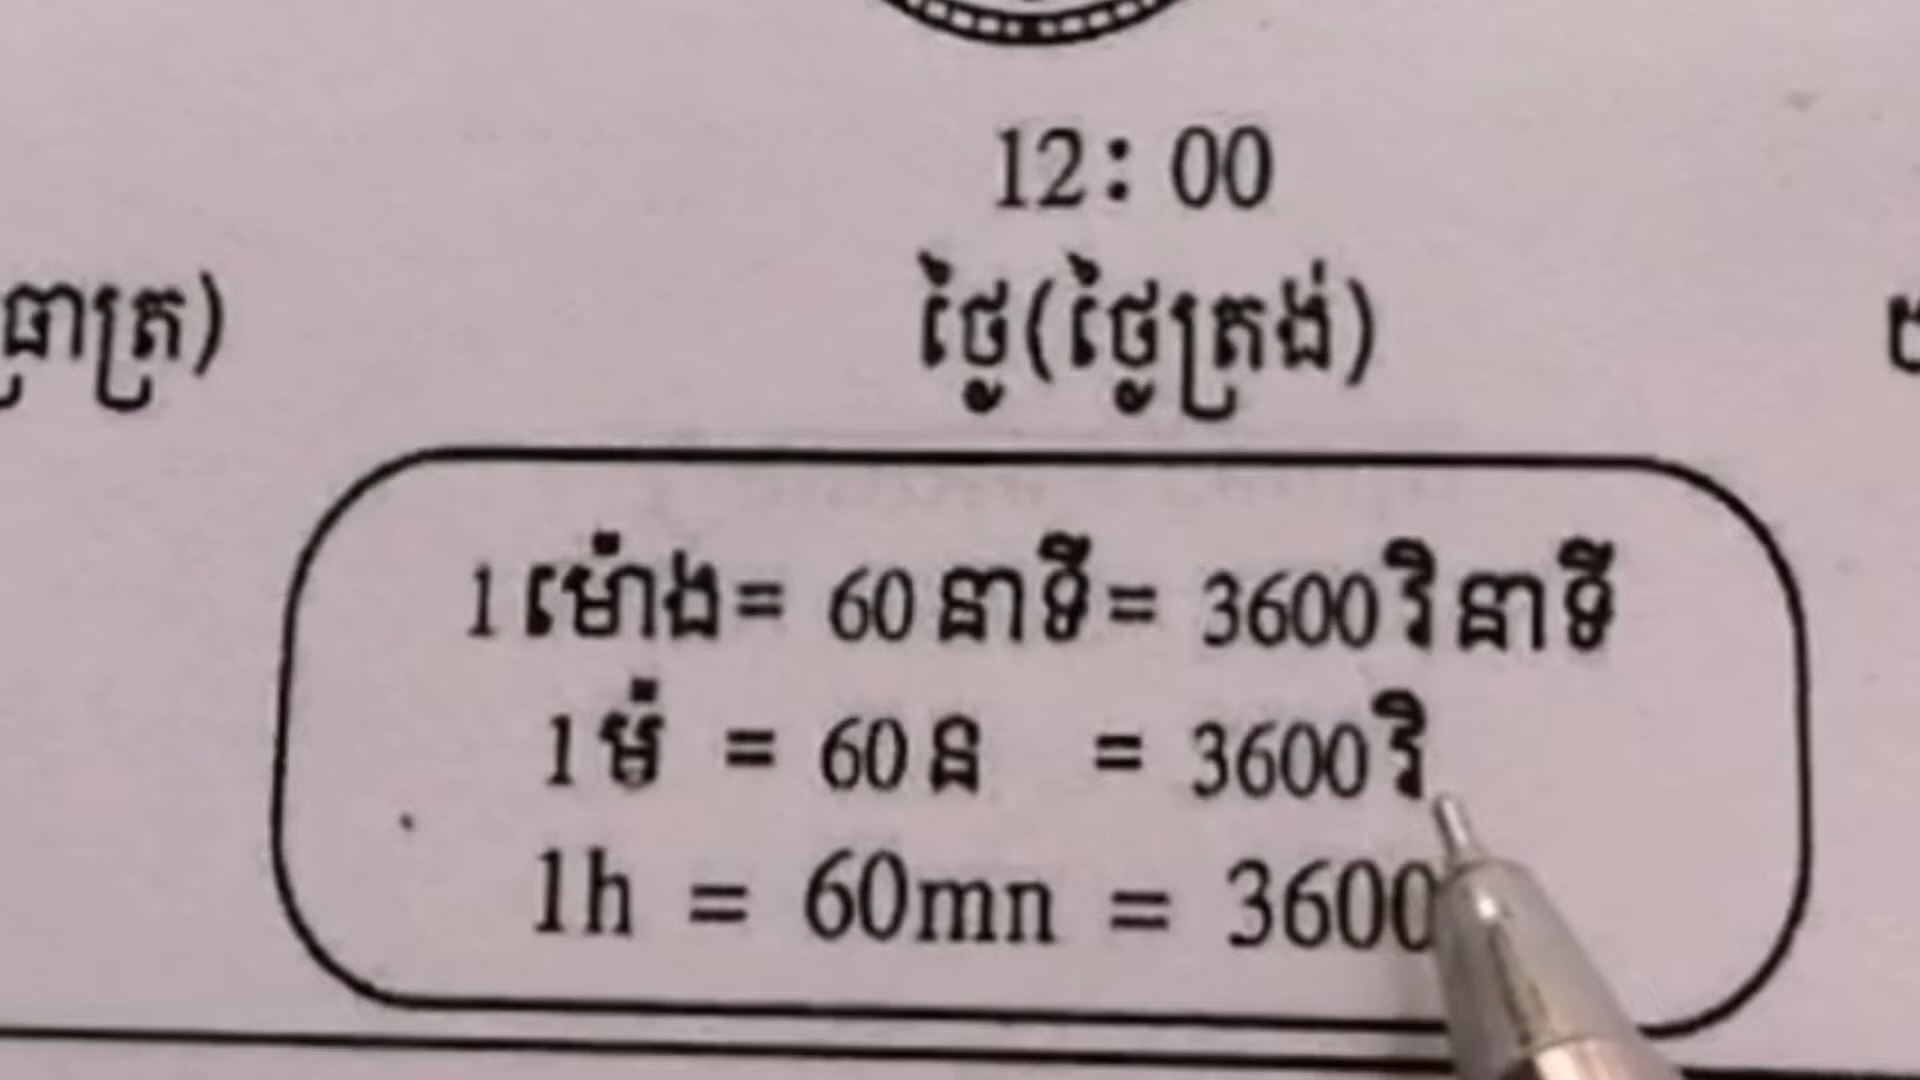 12: 00
ថ្ងៃ(ថ្ងៃត្រង់)
1 ម៉ោង= 60 នាទី= 3600 វិនាទី
1 ម៉ = 60 ន = 3600 វិ
1h = 60mn = 3600